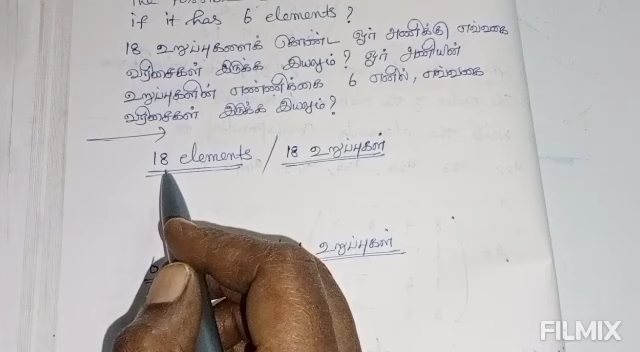 if it has 6 elements?
18 உறுப்புகளைக் கொண்ட ஓர் அணிக்கு எவ்வகை
வரிசைகள் இருக்க இயலும்? ஓர் அணியின்
உறுப்புகளின் எண்ணிக்கை 6 எனில், எவ்வகை
வரிசைகள் இருக்க இயலும்?
18 elements / 18 உறுப்புகள்
உறுப்புகள்
FILMIX